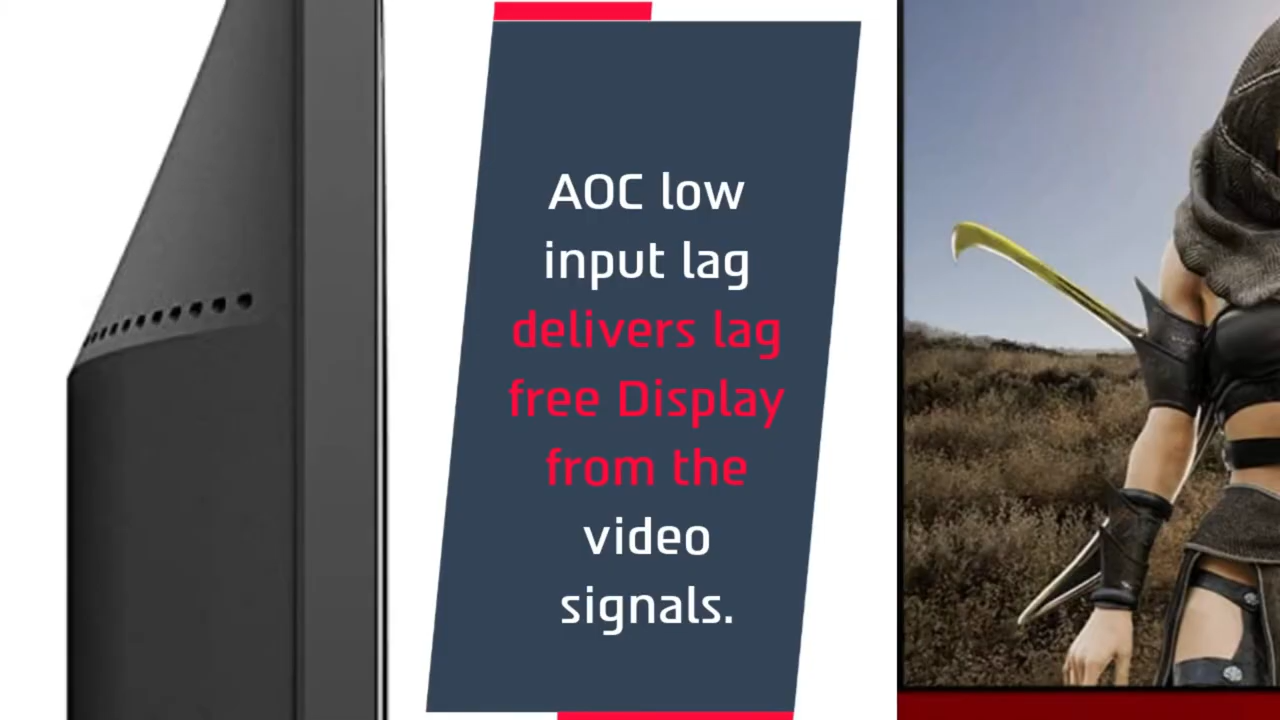 AOC low
input lag
delivers lag
free Display
from the
video
signals.